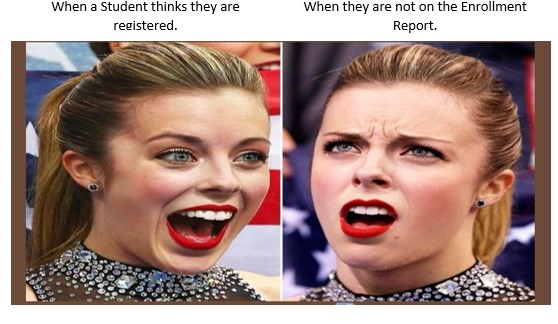 When a Student thinks they are
registered.
When they are not on the Enrollment
Report.